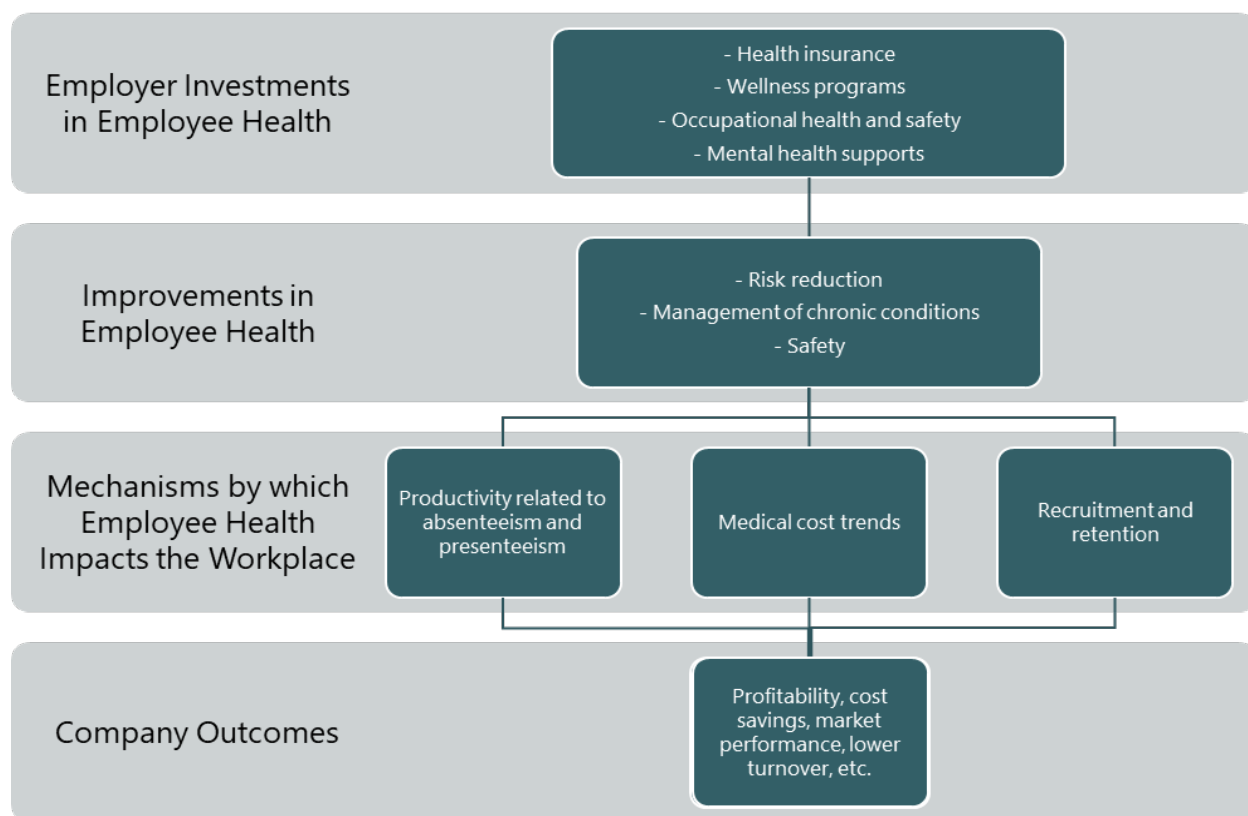 Employer Investments
in Employee Health
- Health insurance
- Wellness programs
- Occupational health and safety
- Mental health supports
Improvements in
Employee Health
- Risk reduction
- Management of chronic conditions
- Safety
Mechanisms by which
Employee Health
Impacts the Workplace
Productivity related to
absenteeism and
presenteeism
Medical cost trends
Recruitment and
retention
Company Outcomes
Profitability, cost
savings, market
performance, lower
turnover, etc.